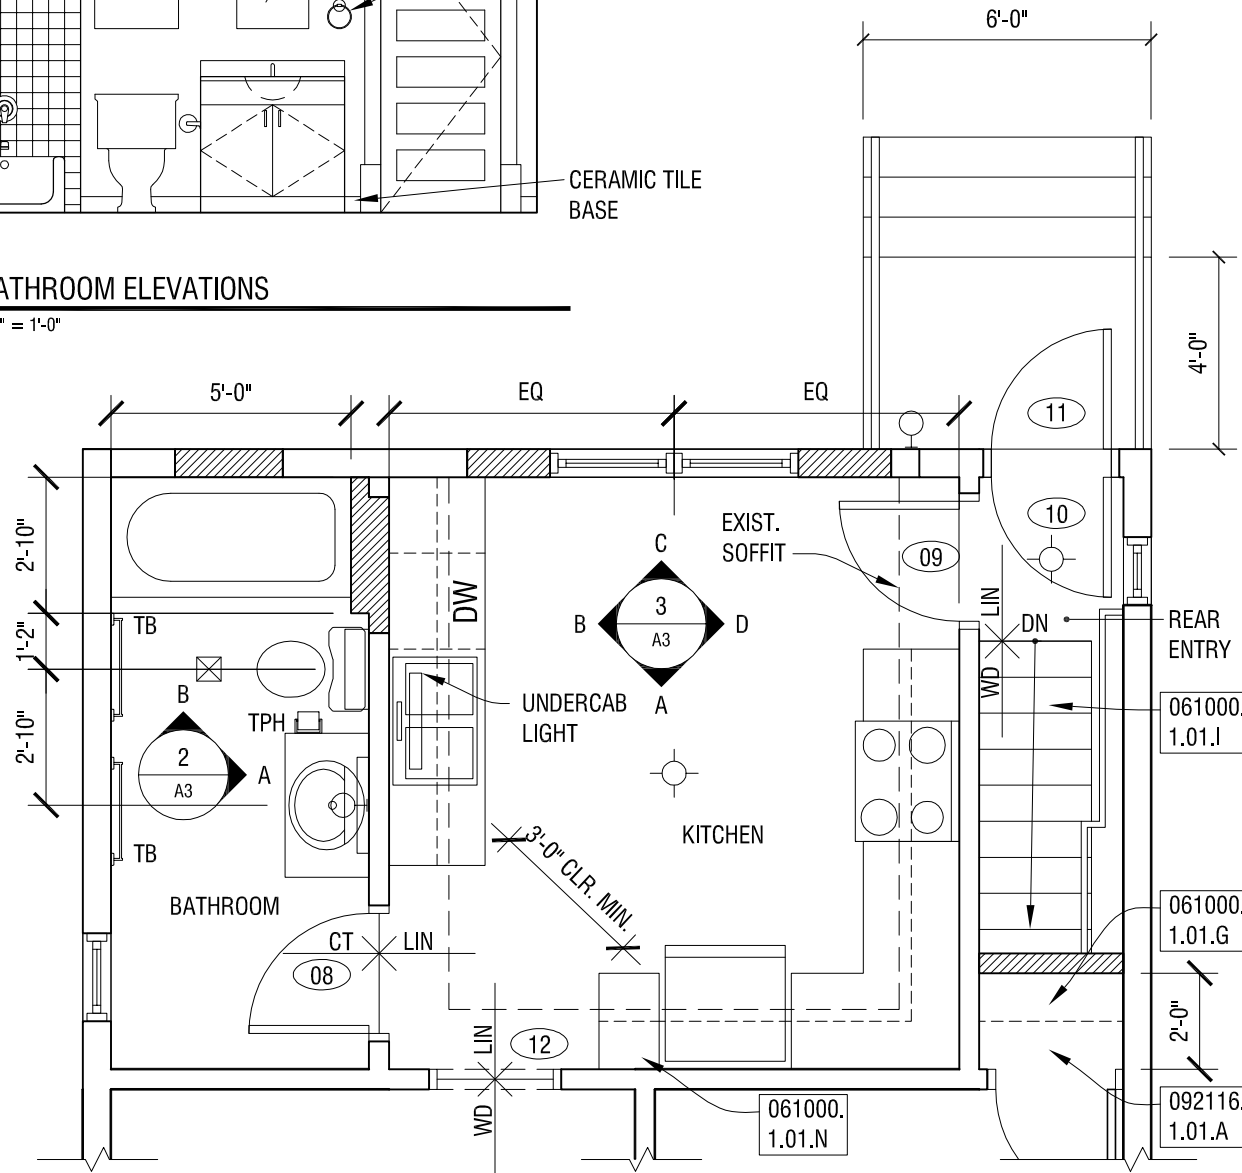 6'-0"
CERAMIC TILE
BASE
ATHROOM ELEVATIONS
" = 1'-0"
4'-0"
5'-0"
EQ
EQ
11
10
2'-10"
EXIST.
SOFFIT
09
DW
C
3
A3
B
D
A
LIN
DN
WD
REAR
ENTRY
TB
1'-2"
B
TPH
UNDERCAB
LIGHT
061000.
1.01.I
2'-10"
2
A3
A
TB
KITCHEN
3'-0" CLR. MIN.
BATHROOM
CT
LIN
08
061000.
1.01.G
LIN
12
2'-0"
WD
061000.
1.01.N
092116.
1.01.A